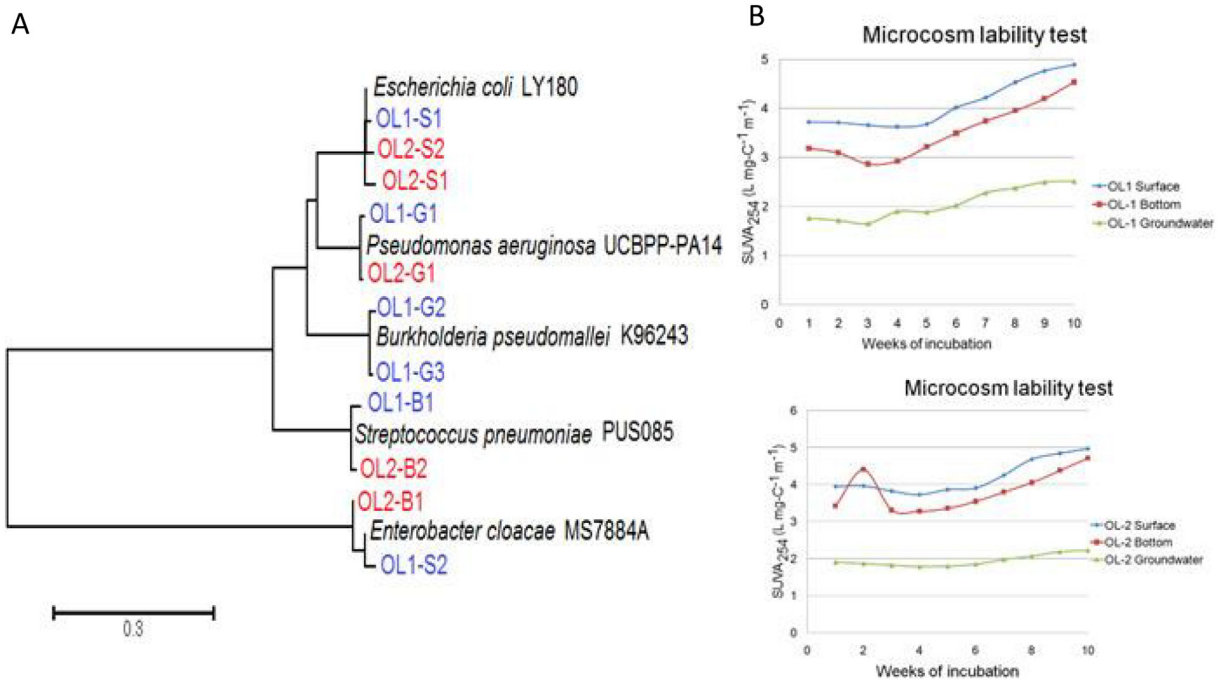 A
Escherichia coli LY180
OL1-S1
OL2-S2
OL2-S1
OL1-G1
Pseudomonas aeruginosa UCBPP-PA14
OL2-G1
OL1-G2
Burkholderia pseudomallei K96243
OL1-G3
OL1-B1
Streptococcus pneumoniae PUS085
OL2-B2
OL2-B1
Enterobacter cloacae MS7884A
OL1-S2
0.3
B
Microcosm lability test
SUVA254 (L mg-C-1 m-1)
5
4
3
2
1
0
0 1 2 3 4 5 6 7 8 9 10
Weeks of incubation
OL1 Surface
OL-1 Bottom
OL-1 Groundwater
Microcosm lability test
SUVA254 (L mg-C-1 m-1)
6
5
4
3
2
1
0
0 2 4 6 8 10
Weeks of incubation
OL-2 Surface
OL-2 Bottom
OL-2 Groundwater